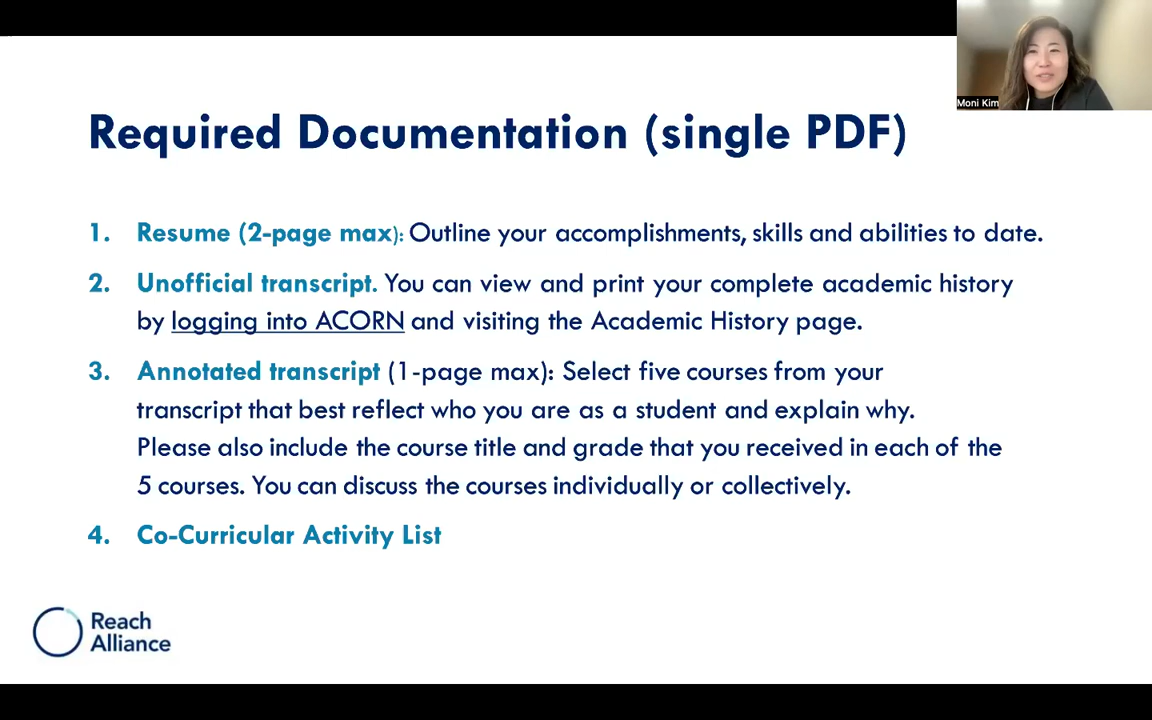 Moni Kim
Required Documentation (single PDF)
1. Resume (2-page max): Outline your accomplishments, skills and abilities to date.
2. Unofficial transcript. You can view and print your complete academic history
by logging into ACORN and visiting the Academic History page.
3. Annotated transcript (1-page max): Select five courses from your
transcript that best reflect who you are as a student and explain why.
Please also include the course title and grade that you received in each of the
5 courses. You can discuss the courses individually or collectively.
4. Co-Curricular Activity List
Reach
Alliance